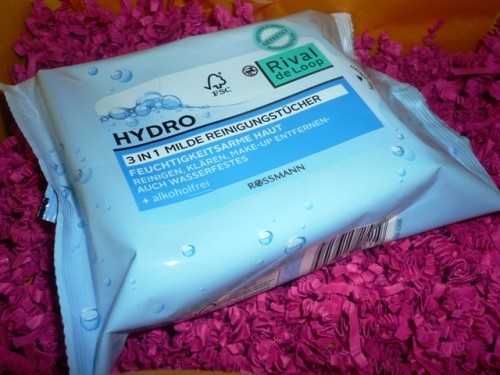 Rival
de Loop
FSC
HYDRO
3 IN 1 MILDE REINIGUNGSTÜCHER
FEUCHTIGKEITSARME HAUT
REINIGEN, KLÄREN, MAKE-UP ENTFERNEN-
AUCH WASSERFESTES
+ alkoholfrei
ROSSMANN